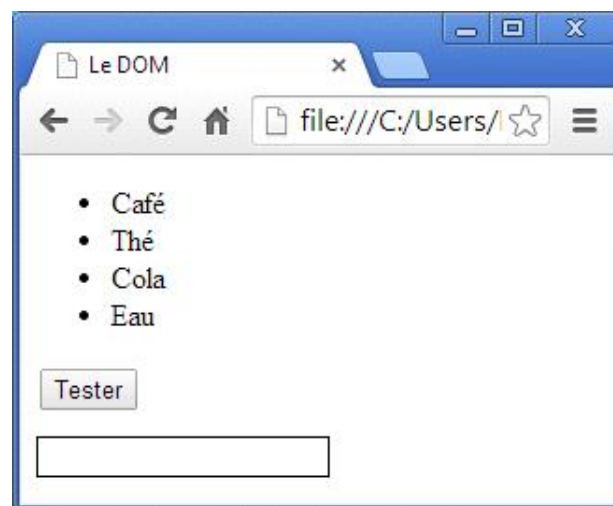 Le DOM
file:///C:/Users/
Café
Thé
Cola
Eau
Tester